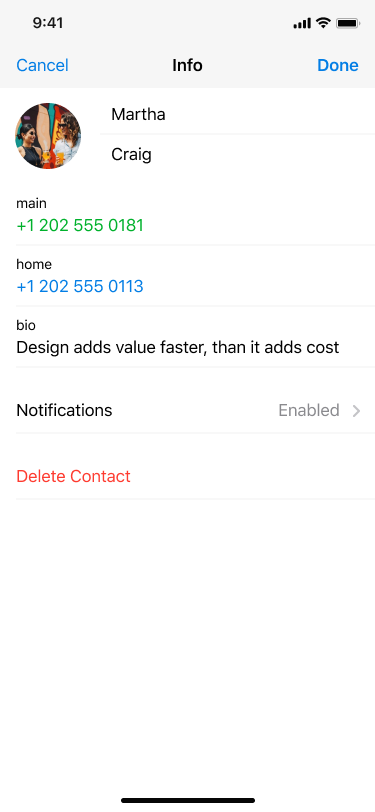 9:41
Cancel Info Done
Martha
Craig
main
+1 202 555 0181
home
+1 202 555 0113
bio
Design adds value faster, than it adds cost
Notifications Enabled
Delete Contact